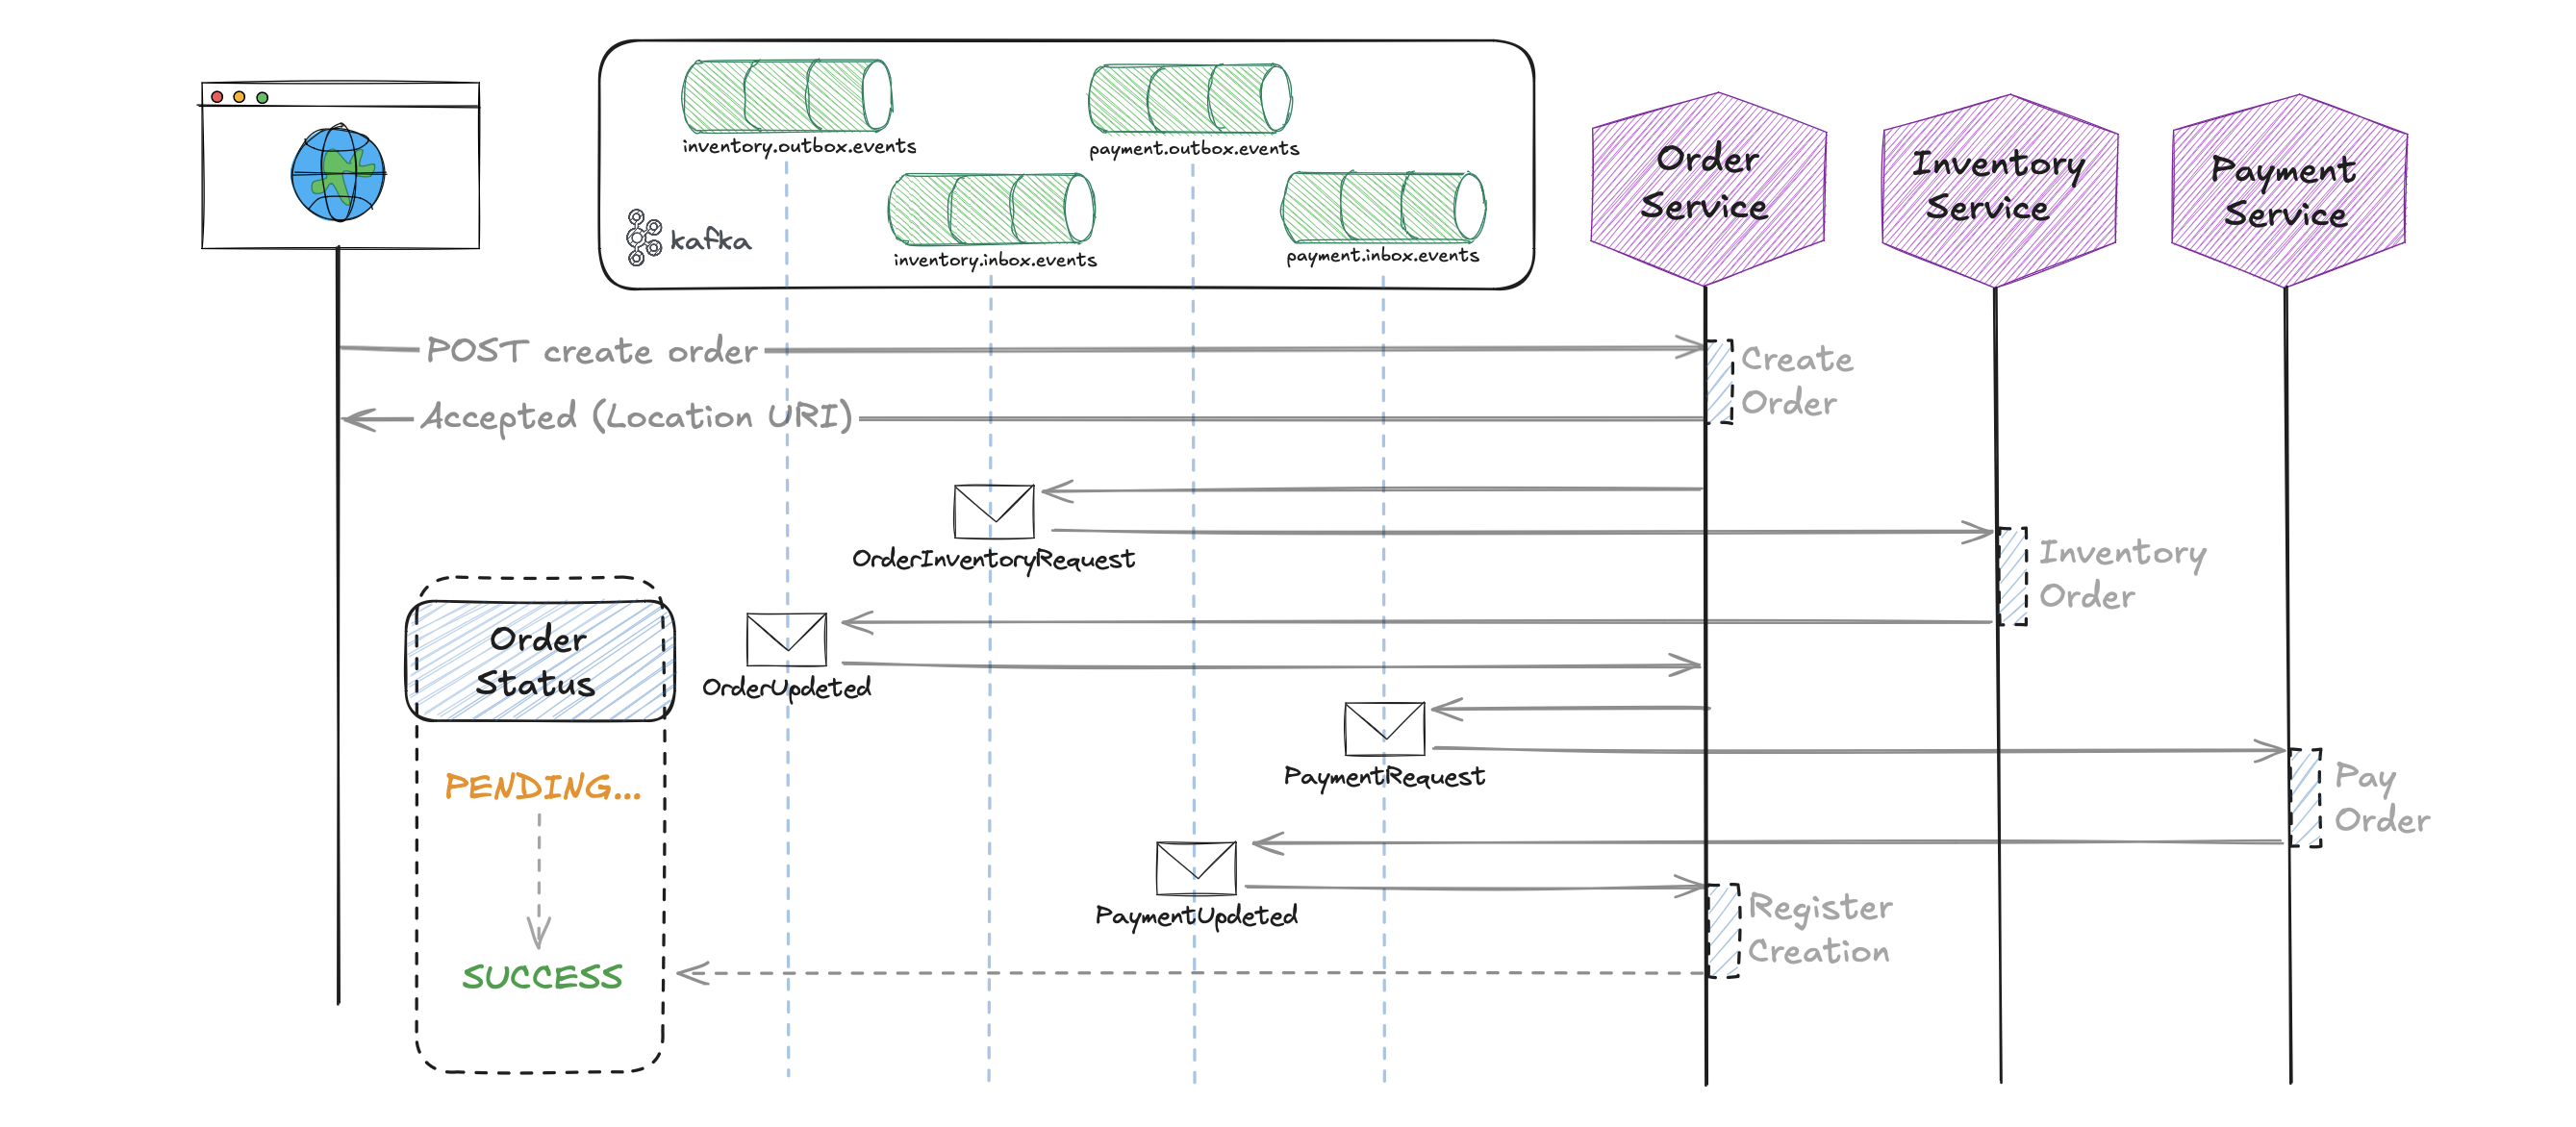 inventory.outbox.events
payment.outbox.events
inventory.inbox.events
payment.inbox.events
kafka
Order
Service
Inventory
Service
Payment
Service
POST create order
Create
Order
Accepted (Location URI)
OrderInventoryRequest
Inventory
Order
Order
Status
OrderUpdeted
PaymentRequest
PENDING...
Pay
Order
PaymentUpdeted
Register
Creation
SUCCESS